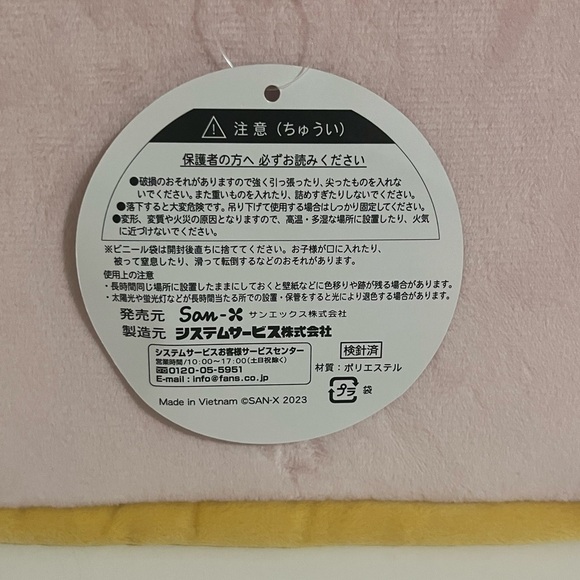 注意（ちゅうい）
保護者の方へ 必ずお読みください
●破損のおそれがありますので強く引っ張ったり、尖ったものを入れな
いでください。また重いものを入れたり、詰めすぎたりしないでください。
●落下すると大変危険です。吊り下げて使用する場合はしっかり固定してください。
●変形、変質や火災の原因となりますので、高温・多湿な場所に設置したり、火気
に近づけないでください。
※ビニール袋は開封後直ちに捨ててください。お子様が口に入れたり、
被って窒息したり、滑って転倒するなどのおそれがあります。
使用上の注意
・長時間同じ場所に設置したままにしておくと壁紙などに色移りや跡が残る場合があります。
・太陽光や蛍光灯などが長時間当たる所での設置・保管をすると光により退色する場合があります。
発売元 San-X サンエックス株式会社
製造元 システムサービス株式会社
システムサービスお客様サービスセンター
営業時間/10:00～17:00(土日祝除く)
0120-05-5951
E-mail : info@fans.co.jp
検針済
材質：ポリエステル
プラ 袋
Made in Vietnam ©SAN-X 2023